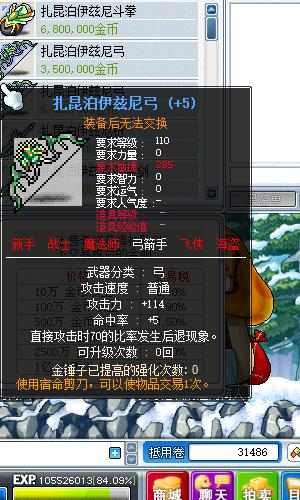 扎昆泊伊兹尼斗拳
6,800,000金币
扎昆泊伊兹尼弓
3,500,000金币
扎昆泊伊兹尼弓 (+5)
装备后无法交换
要求等级: 110
要求力量: 0
要求敏捷: 285
要求智力: 0
要求运气: 0
要求人气度: -
道具等级: -
道具经验值: -
新手 战士 魔法师 弓箭手 飞侠 海盗
武器分类 : 弓
攻击速度 : 普通
攻击力 : +114
命中率 : +5
直接攻击时70的比率发生后退现象。
可升级次数 : 0回
金锤子已提高的强化次数: 0
使用宿命剪刀，可以使物品交易1次。
抵用卷 31486
EXP. 105526013[84.09%]
商城 聊天 拍卖